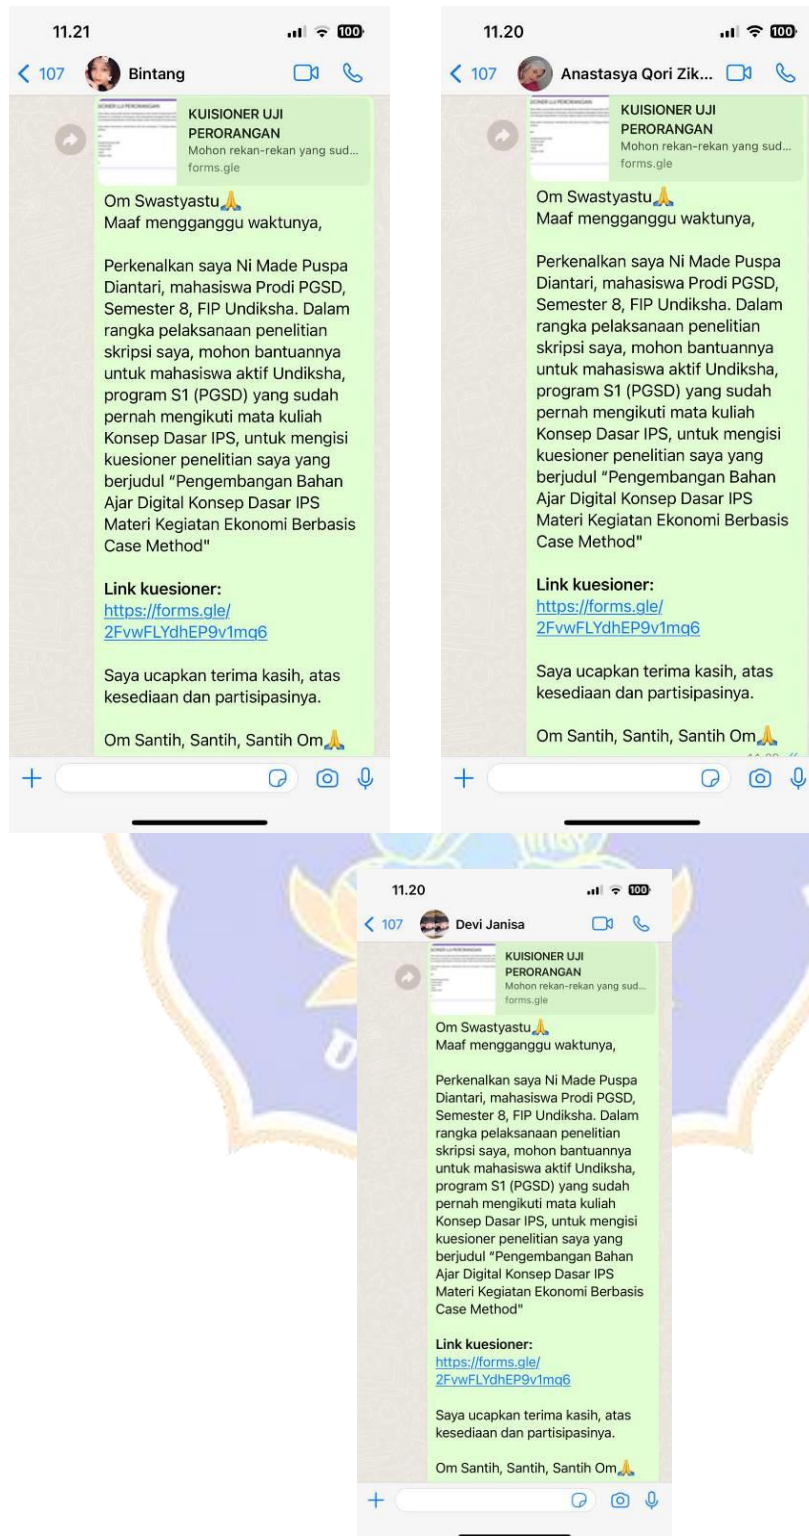 11.21
100
107
Bintang
KUISIONER UJI
PERORANGAN
Mohon rekan-rekan yang sud...
forms.gle
Om Swastyastu🙏
Maaf mengganggu waktunya,
Perkenalkan saya Ni Made Puspa
Diantari, mahasiswa Prodi PGSD,
Semester 8, FIP Undiksha. Dalam
rangka pelaksanaan penelitian
skripsi saya, mohon bantuannya
untuk mahasiswa aktif Undiksha,
program S1 (PGSD) yang sudah
pernah mengikuti mata kuliah
Konsep Dasar IPS, untuk mengisi
kuesioner penelitian saya yang
berjudul “Pengembangan Bahan
Ajar Digital Konsep Dasar IPS
Materi Kegiatan Ekonomi Berbasis
Case Method"
Link kuesioner:
https://forms.gle/
2FvwFLYdhEP9v1mq6
Saya ucapkan terima kasih, atas
kesediaan dan partisipasinya.
Om Santih, Santih, Santih Om🙏
11.20
100
107
Anastasya Qori Zik...
KUISIONER UJI
PERORANGAN
Mohon rekan-rekan yang sud...
forms.gle
Om Swastyastu🙏
Maaf mengganggu waktunya,
Perkenalkan saya Ni Made Puspa
Diantari, mahasiswa Prodi PGSD,
Semester 8, FIP Undiksha. Dalam
rangka pelaksanaan penelitian
skripsi saya, mohon bantuannya
untuk mahasiswa aktif Undiksha,
program S1 (PGSD) yang sudah
pernah mengikuti mata kuliah
Konsep Dasar IPS, untuk mengisi
kuesioner penelitian saya yang
berjudul “Pengembangan Bahan
Ajar Digital Konsep Dasar IPS
Materi Kegiatan Ekonomi Berbasis
Case Method"
Link kuesioner:
https://forms.gle/
2FvwFLYdhEP9v1mq6
Saya ucapkan terima kasih, atas
kesediaan dan partisipasinya.
Om Santih, Santih, Santih Om🙏
11.20
100
107
Devi Janisa
KUISIONER UJI
PERORANGAN
Mohon rekan-rekan yang sud...
forms.gle
Om Swastyastu🙏
Maaf mengganggu waktunya,
Perkenalkan saya Ni Made Puspa
Diantari, mahasiswa Prodi PGSD,
Semester 8, FIP Undiksha. Dalam
rangka pelaksanaan penelitian
skripsi saya, mohon bantuannya
untuk mahasiswa aktif Undiksha,
program S1 (PGSD) yang sudah
pernah mengikuti mata kuliah
Konsep Dasar IPS, untuk mengisi
kuesioner penelitian saya yang
berjudul “Pengembangan Bahan
Ajar Digital Konsep Dasar IPS
Materi Kegiatan Ekonomi Berbasis
Case Method"
Link kuesioner:
https://forms.gle/
2FvwFLYdhEP9v1mq6
Saya ucapkan terima kasih, atas
kesediaan dan partisipasinya.
Om Santih, Santih, Santih Om🙏